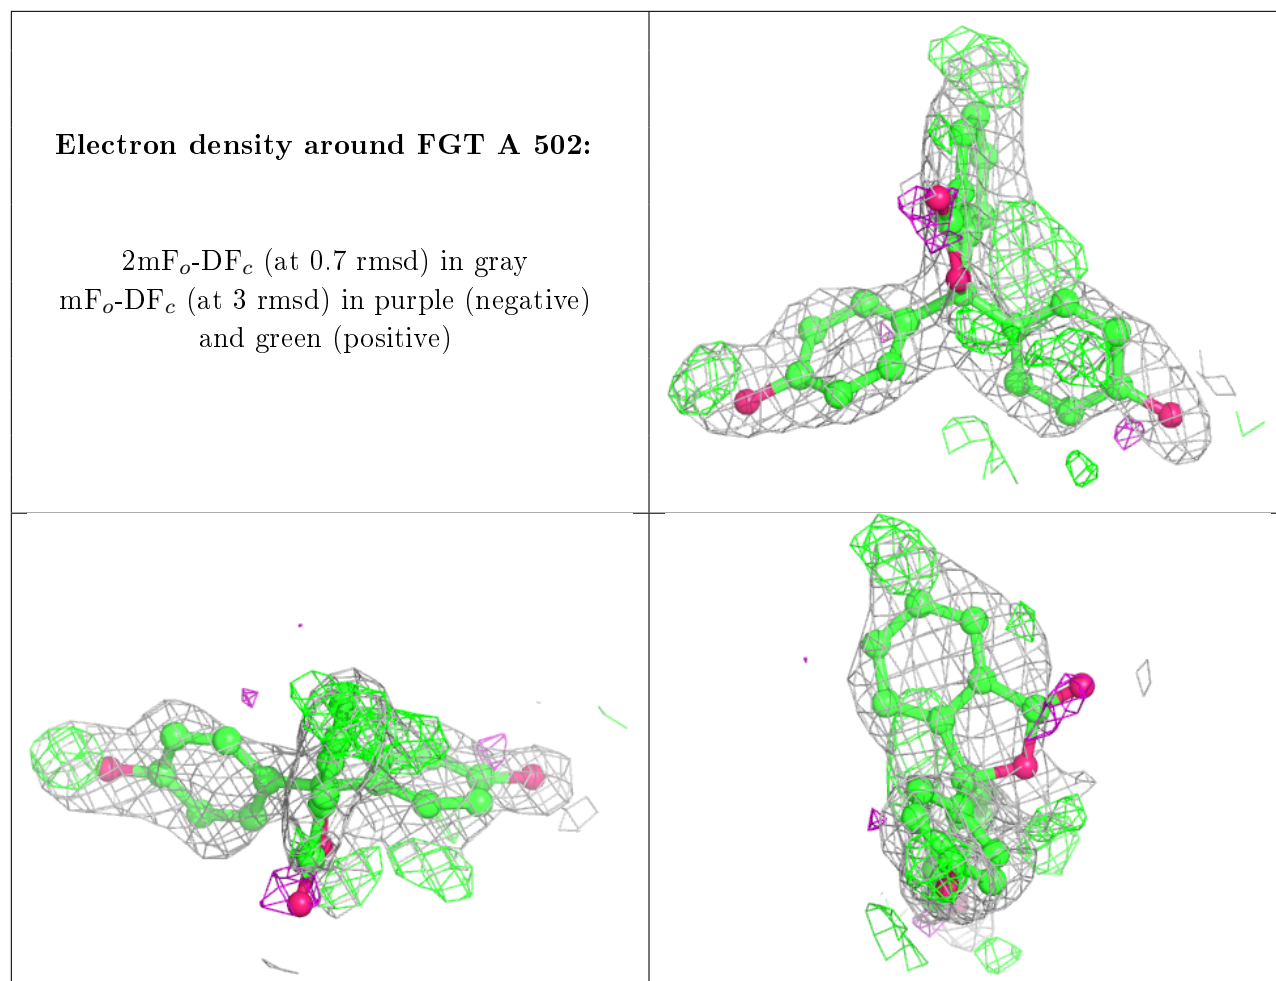 Electron density around FGT A 502:
2mFₒ-DF𝒸 (at 0.7 rmsd) in gray
mFₒ-DF𝒸 (at 3 rmsd) in purple (negative)
and green (positive)